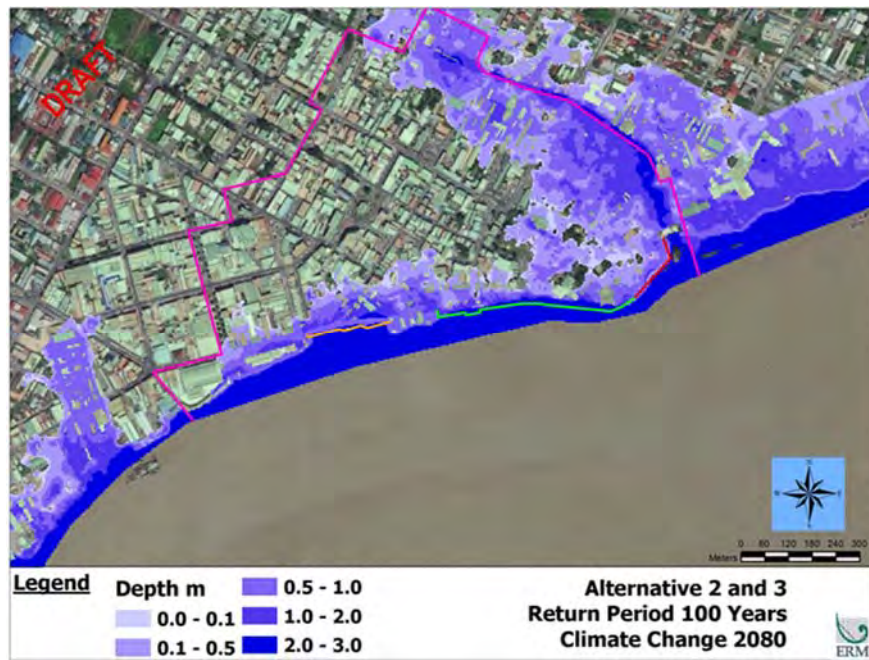 DRAFT
N
W
E
S
0 60 120 180 240 300
Meters
Legend
Depth m
0.0 - 0.1
0.1 - 0.5
0.5 - 1.0
1.0 - 2.0
2.0 - 3.0
Alternative 2 and 3
Return Period 100 Years
Climate Change 2080
ERM